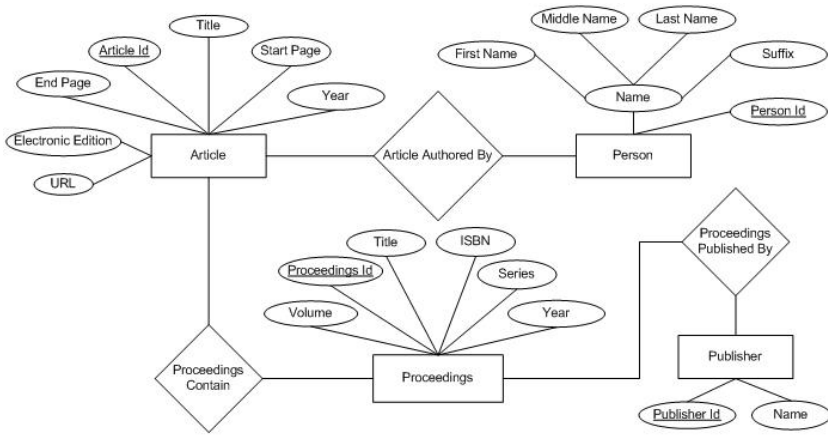 Title
Article Id
Start Page
End Page
Year
Electronic Edition
URL
Article
Article Authored By
Middle Name
Last Name
First Name
Suffix
Name
Person Id
Person
Proceedings
Contain
Title
ISBN
Proceedings Id
Series
Volume
Year
Proceedings
Proceedings
Published By
Publisher
Publisher Id
Name